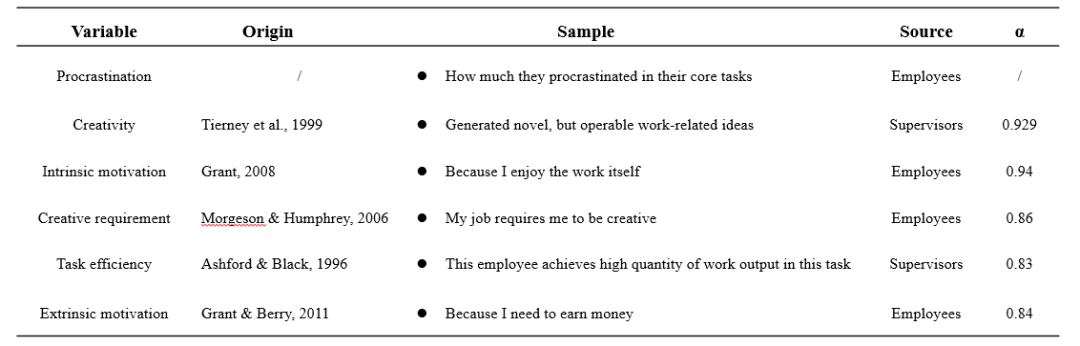 Variable Origin Sample Source α
Procrastination / ● How much they procrastinated in their core tasks Employees /
Creativity Tierney et al., 1999 ● Generated novel, but operable work-related ideas Supervisors 0.929
Intrinsic motivation Grant, 2008 ● Because I enjoy the work itself Employees 0.94
Creative requirement Morgeson & Humphrey, 2006 ● My job requires me to be creative Employees 0.86
Task efficiency Ashford & Black, 1996 ● This employee achieves high quantity of work output in this task Supervisors 0.83
Extrinsic motivation Grant & Berry, 2011 ● Because I need to earn money Employees 0.84